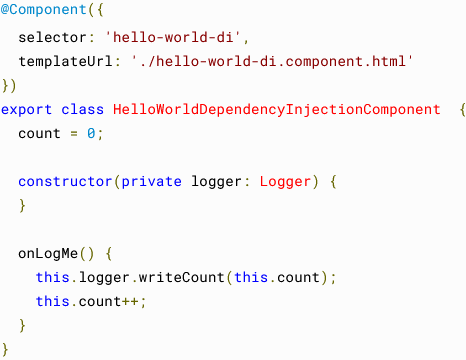 @Component({
  selector: 'hello-world-di',
  templateUrl: './hello-world-di.component.html'
})
export class HelloWorldDependencyInjectionComponent  {
  count = 0;

  constructor(private logger: Logger) {
  }

  onLogMe() {
    this.logger.writeCount(this.count);
    this.count++;
  }
}